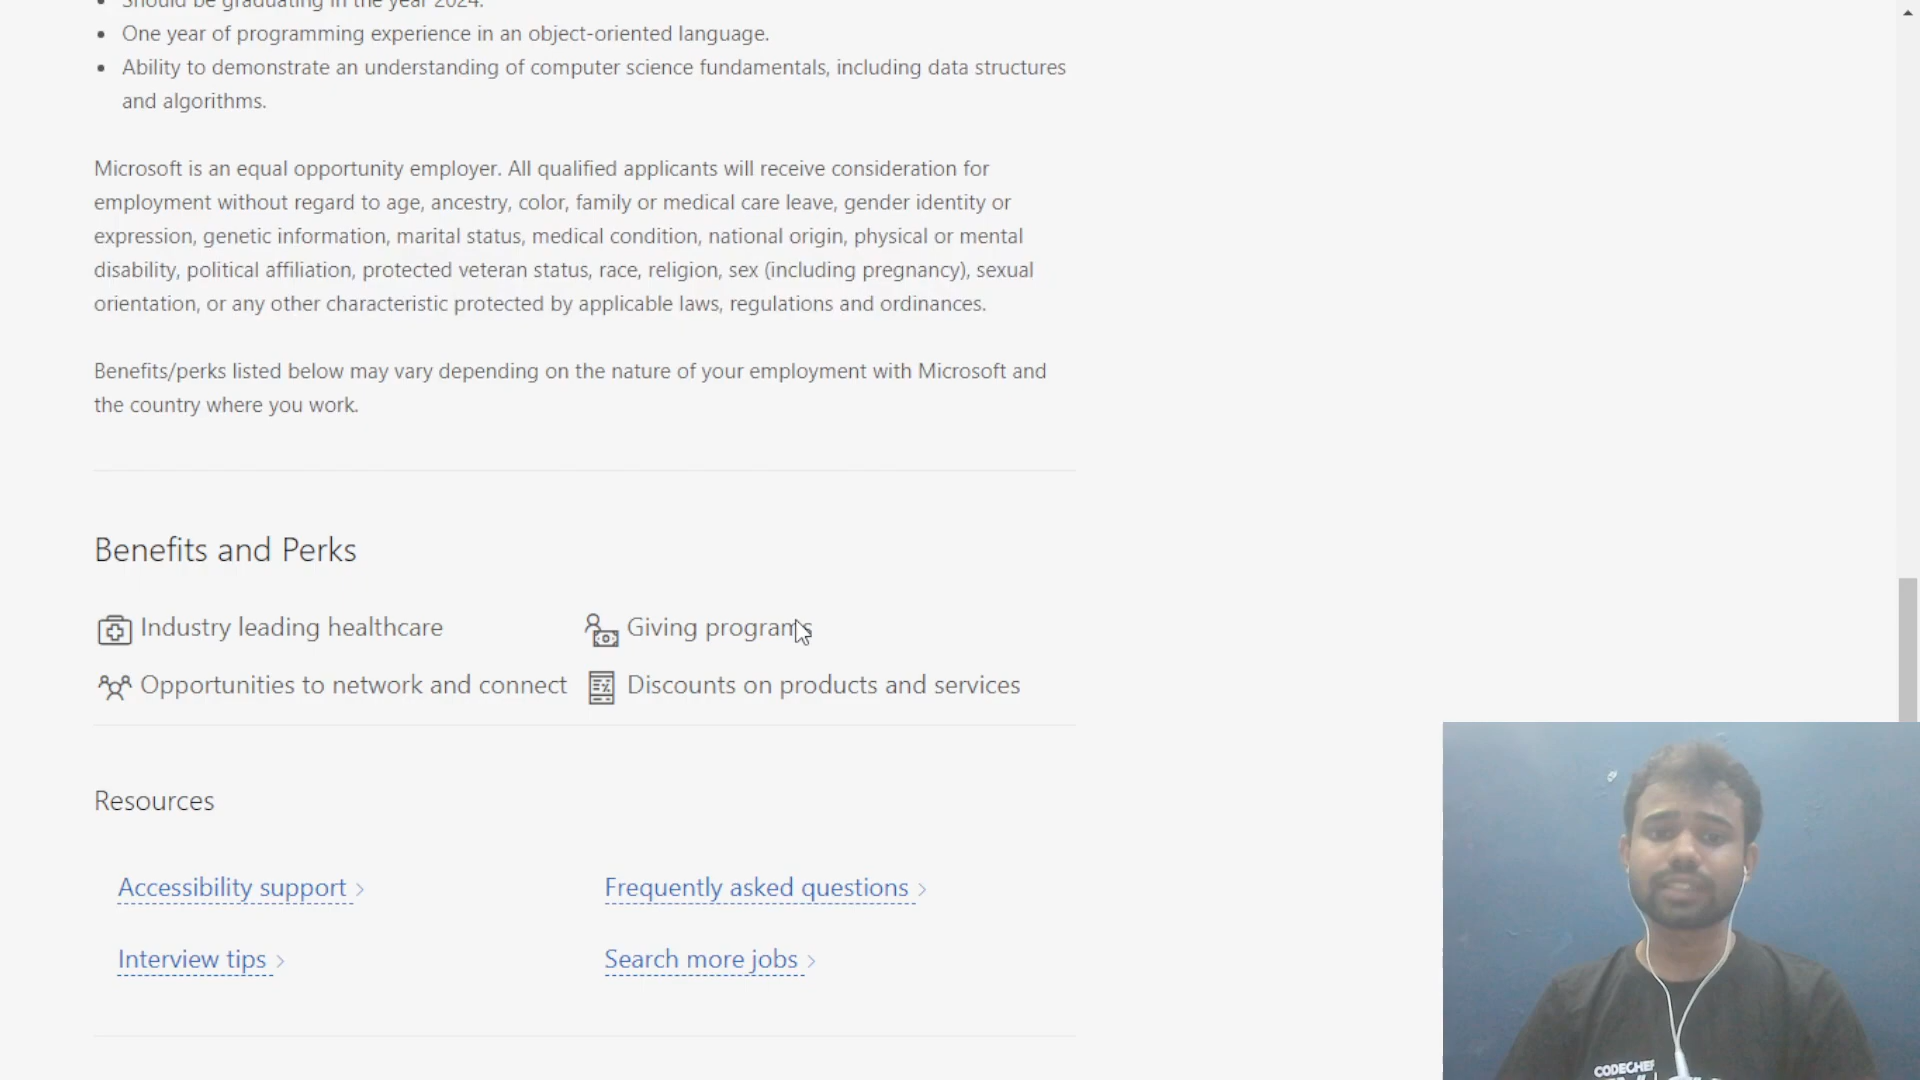 Should be graduating in the year 2024.
One year of programming experience in an object-oriented language.
Ability to demonstrate an understanding of computer science fundamentals, including data structures
and algorithms.
Microsoft is an equal opportunity employer. All qualified applicants will receive consideration for
employment without regard to age, ancestry, color, family or medical care leave, gender identity or
expression, genetic information, marital status, medical condition, national origin, physical or mental
disability, political affiliation, protected veteran status, race, religion, sex (including pregnancy), sexual
orientation, or any other characteristic protected by applicable laws, regulations and ordinances.
Benefits/perks listed below may vary depending on the nature of your employment with Microsoft and
the country where you work.
Benefits and Perks
Industry leading healthcare
Giving programs
Opportunities to network and connect
Discounts on products and services
Resources
Accessibility support
Frequently asked questions
Interview tips
Search more jobs
CODECHEF